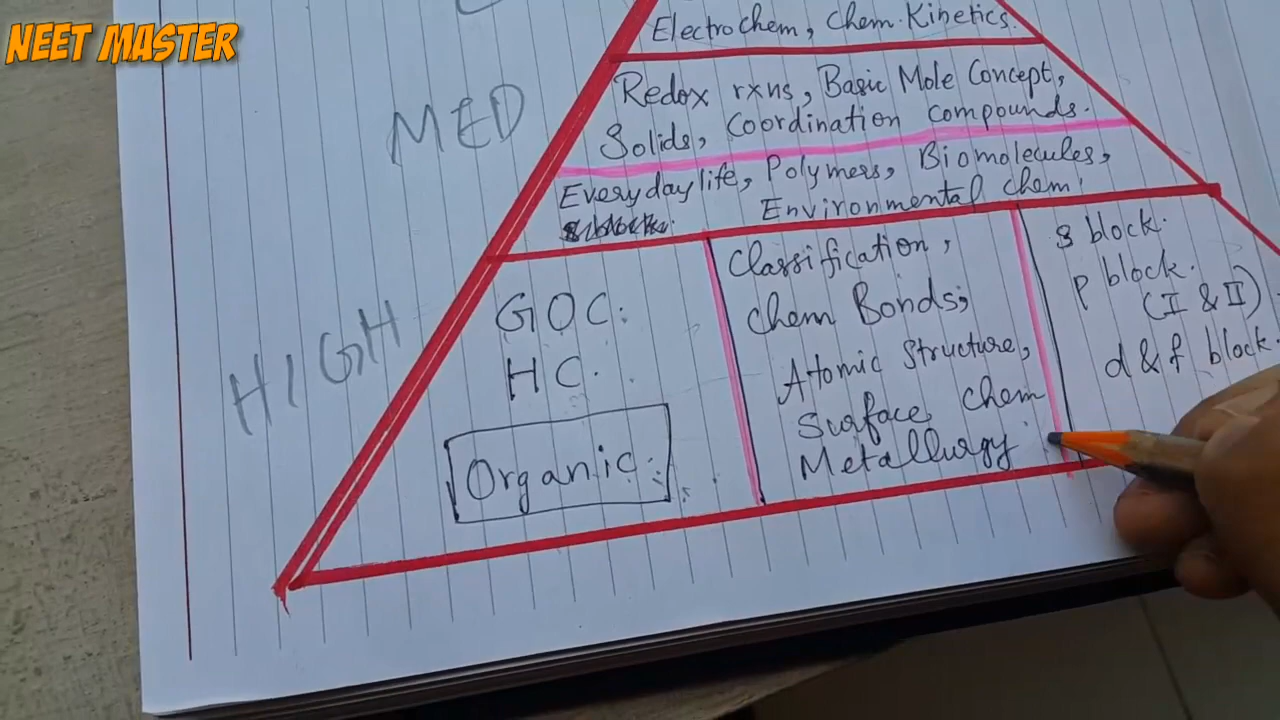 NEET MASTER
Electrochem, Chem. Kinetics.
MED
Redox rxns, Basic Mole Concept,
Solids, Coordination compounds.
Everyday life, Polymers, Biomolecules,
Environmental chem.
HIGH
GOC.
HC.
Organic.
Classification,
Chem Bonds,
Atomic Structure,
Surface Chem
Metallurgy.
s block.
p block.
(I & II)
d & f block.